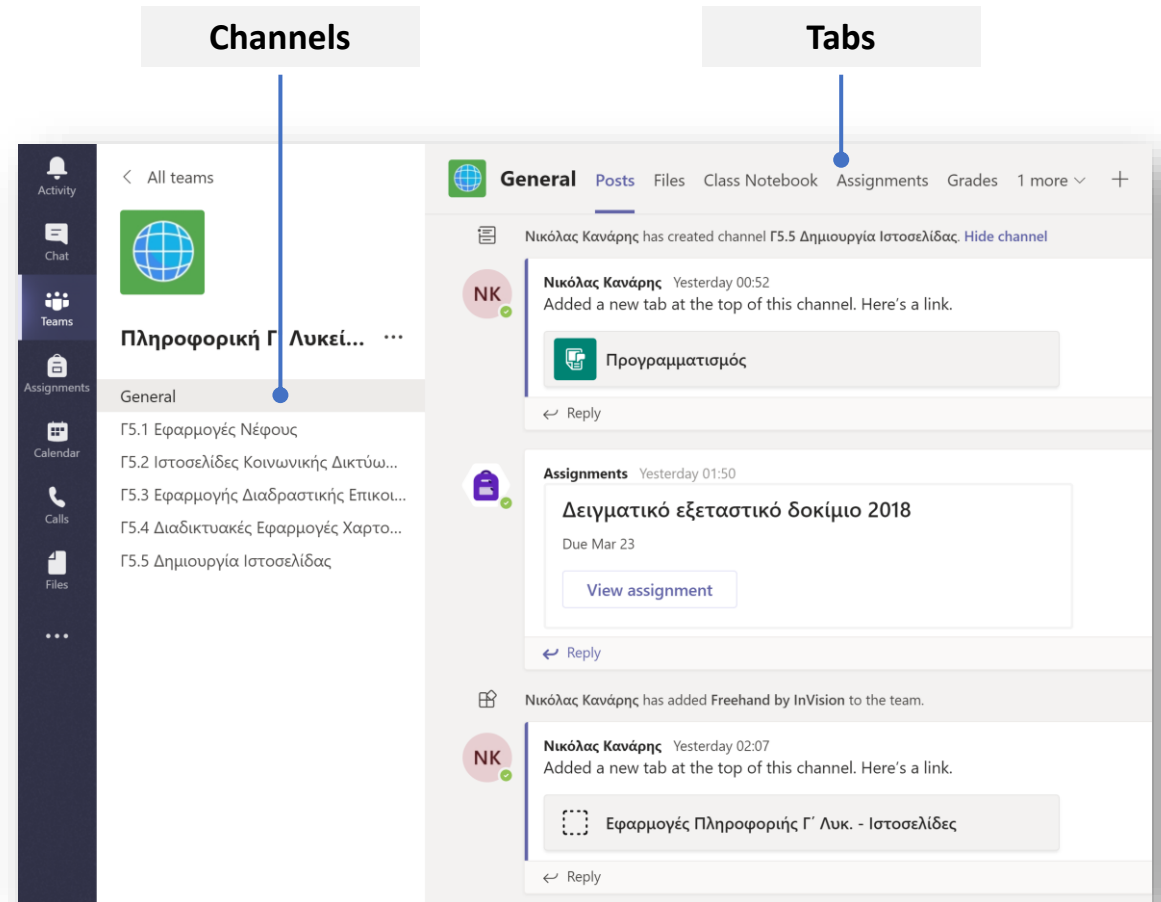 Channels
Tabs
Activity
Chat
Teams
Assignments
Calendar
Calls
Files
All teams
Πληροφορική Γ Λυκεί... ...
General
Γ5.1 Εφαρμογές Νέφους
Γ5.2 Ιστοσελίδες Κοινωνικής Δικτύω...
Γ5.3 Εφαρμογής Διαδραστικής Επικοι...
Γ5.4 Διαδικτυακές Εφαρμογές Χαρτο...
Γ5.5 Δημιουργία Ιστοσελίδας
General Posts Files Class Notebook Assignments Grades 1 more
Νικόλας Κανάρης has created channel Γ5.5 Δημιουργία Ιστοσελίδας. Hide channel
NK
Νικόλας Κανάρης Yesterday 00:52
Added a new tab at the top of this channel. Here's a link.
Προγραμματισμός
Reply
Assignments Yesterday 01:50
Δειγματικό εξεταστικό δοκίμιο 2018
Due Mar 23
View assignment
Reply
Νικόλας Κανάρης has added Freehand by InVision to the team.
NK
Νικόλας Κανάρης Yesterday 02:07
Added a new tab at the top of this channel. Here's a link.
Εφαρμογές Πληροφοριής Γ΄ Λυκ. - Ιστοσελίδες
Reply